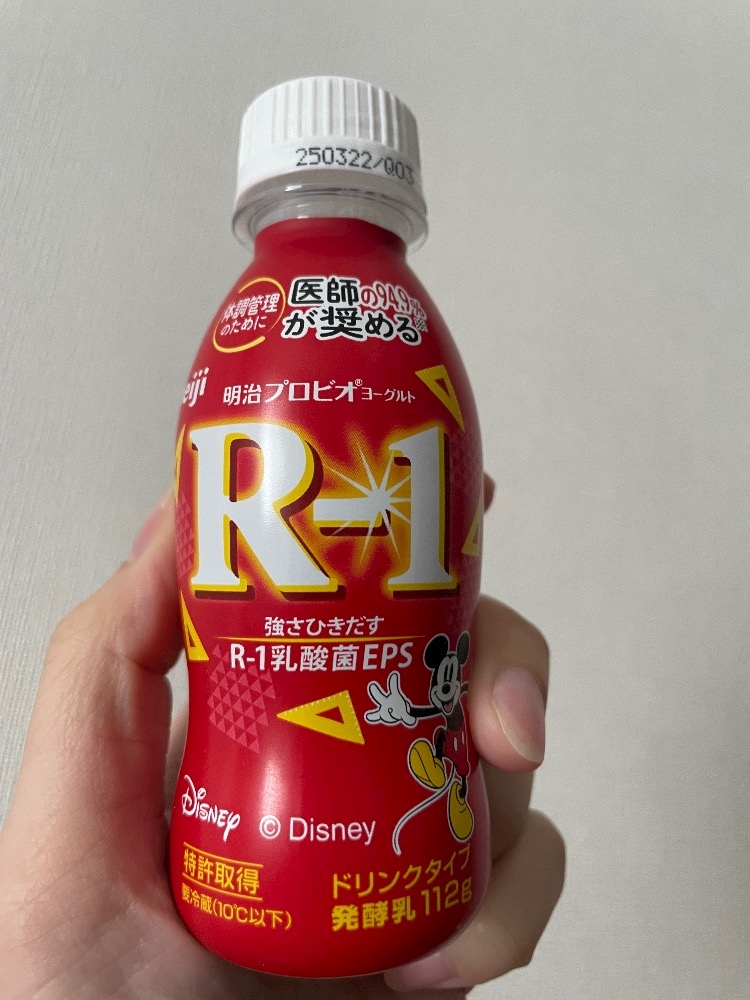 250322/Q03
体調管理
のために
医師の94.9%※
が奨める
eiji
明治プロビオ®ヨーグルト
R-1
強さひきだす
R-1乳酸菌EPS
Disney
© Disney
特許取得
要冷蔵(10℃以下)
ドリンクタイプ
発酵乳 112g